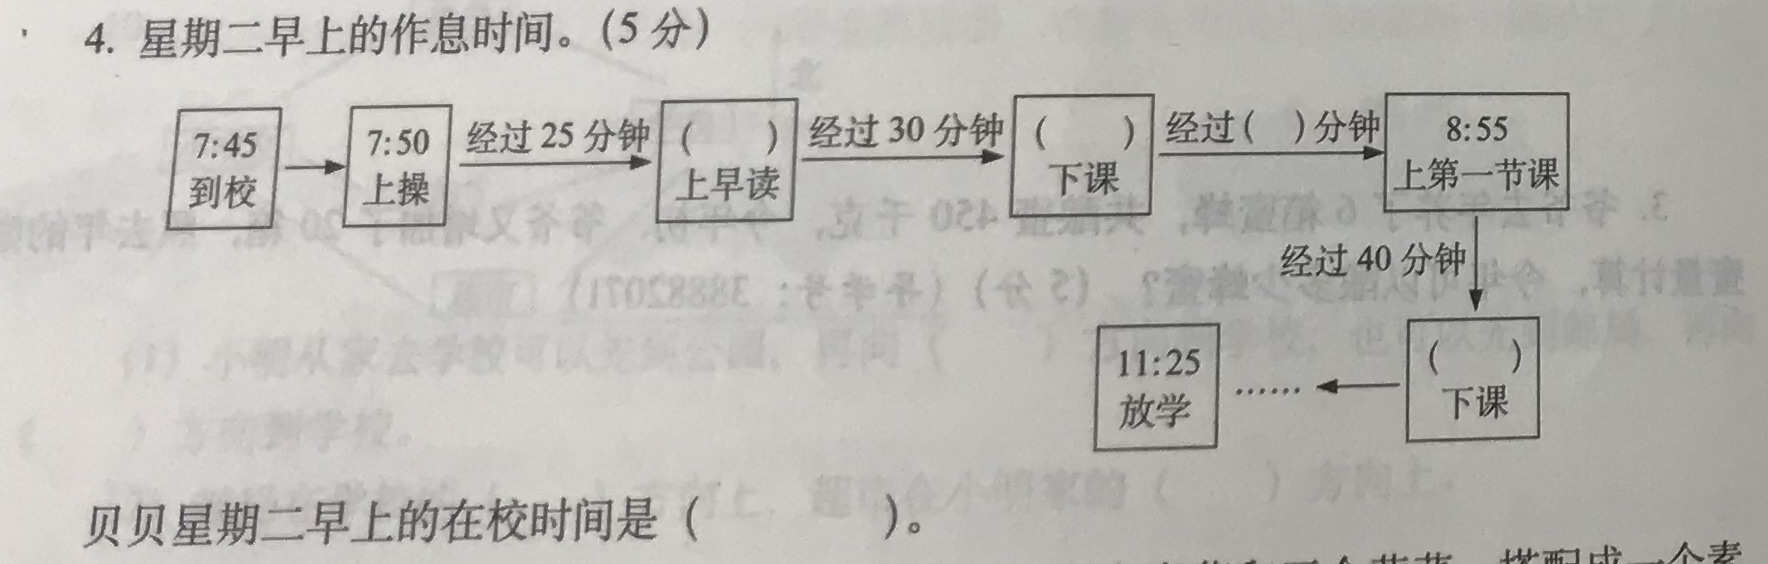 4. 星期二早上的作息时间。(5 分)
7:45
到校
7:50
上操
经过 25 分钟
(    )
上早读
经过 30 分钟
(    )
下课
经过(  )分钟
8:55
上第一节课
经过 40 分钟
(    )
下课
……
11:25
放学
贝贝星期二早上的在校时间是 (        )。